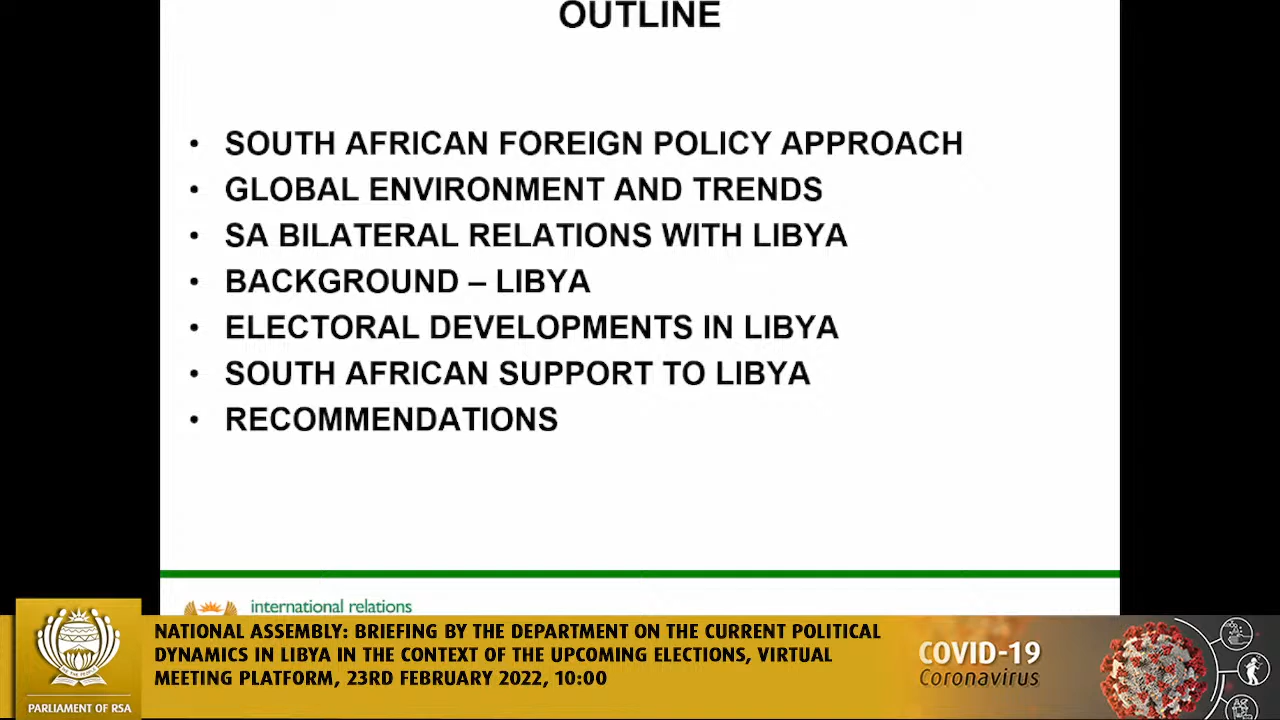 OUTLINE
• SOUTH AFRICAN FOREIGN POLICY APPROACH
• GLOBAL ENVIRONMENT AND TRENDS
• SA BILATERAL RELATIONS WITH LIBYA
• BACKGROUND – LIBYA
• ELECTORAL DEVELOPMENTS IN LIBYA
• SOUTH AFRICAN SUPPORT TO LIBYA
• RECOMMENDATIONS
international relations
NATIONAL ASSEMBLY: BRIEFING BY THE DEPARTMENT ON THE CURRENT POLITICAL
DYNAMICS IN LIBYA IN THE CONTEXT OF THE UPCOMING ELECTIONS, VIRTUAL
MEETING PLATFORM, 23RD FEBRUARY 2022, 10:00
PARLIAMENT OF RSA
COVID-19
Coronavirus